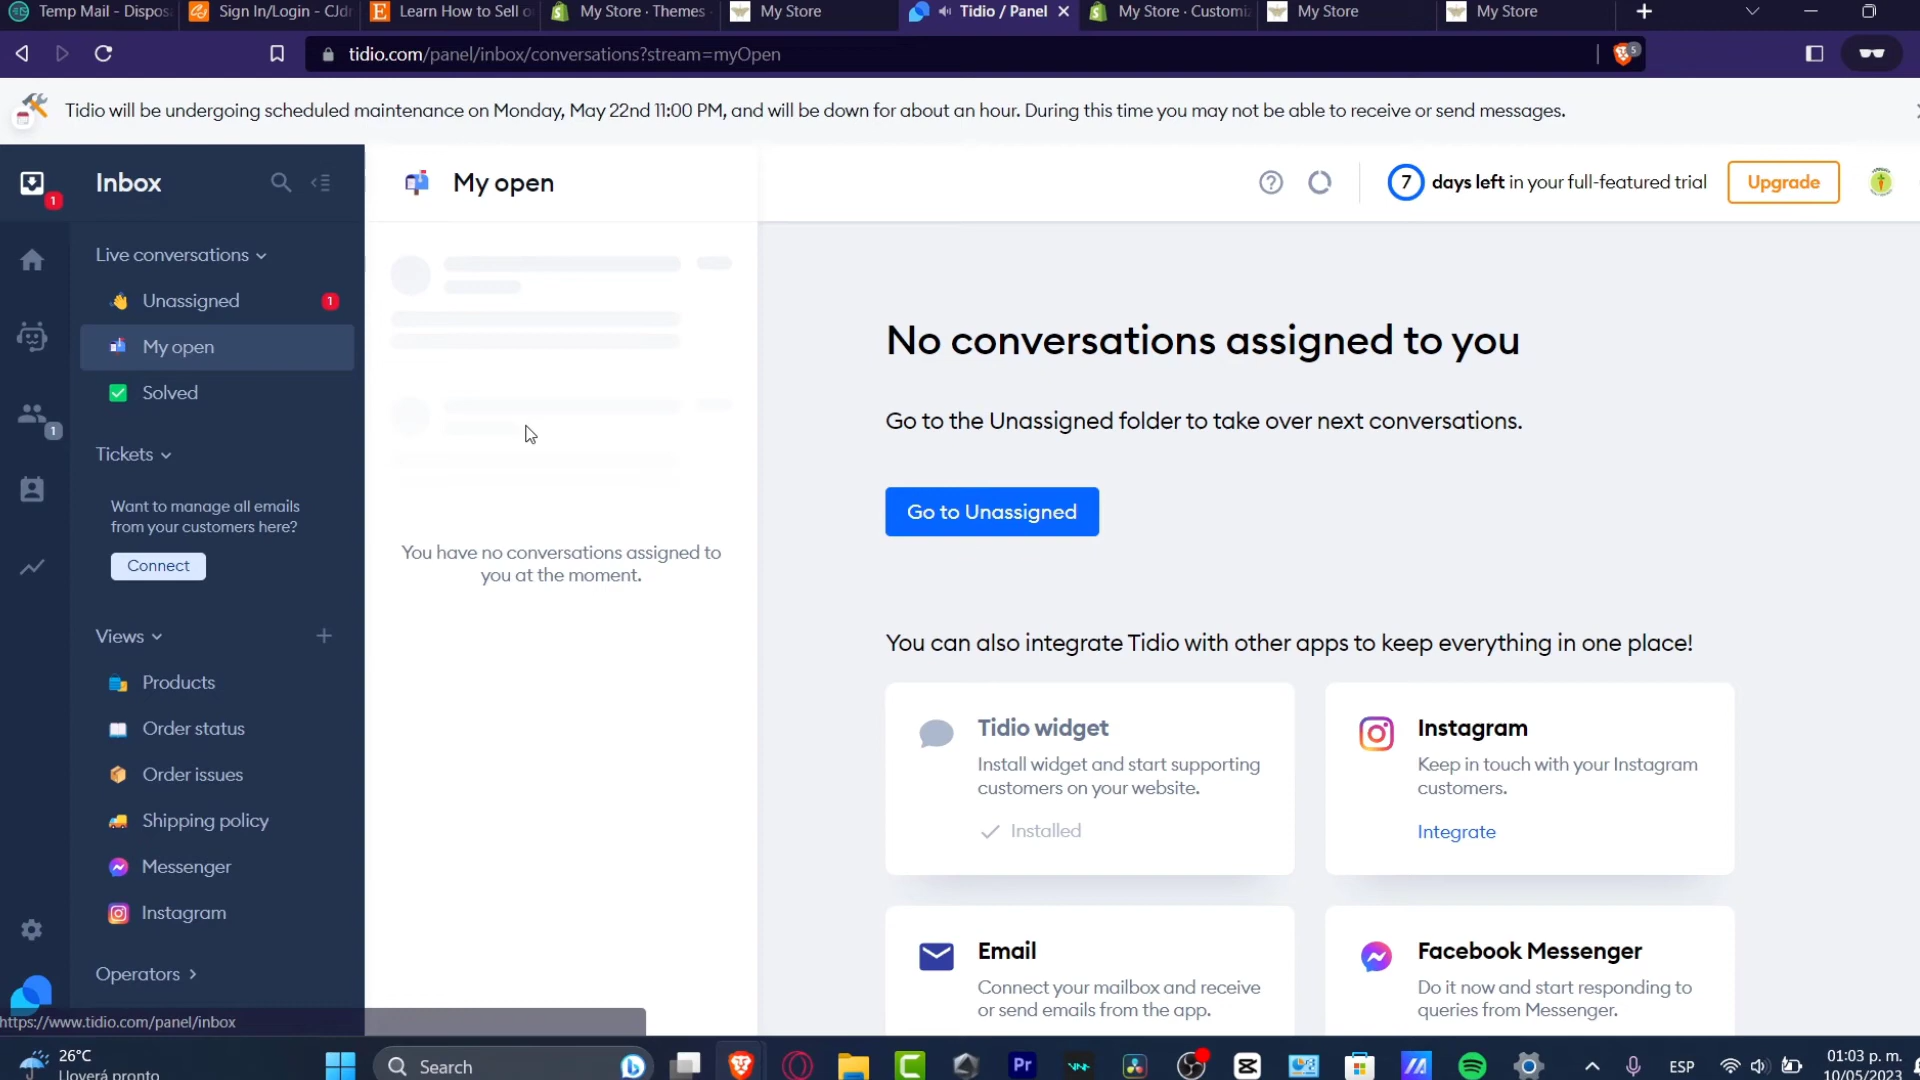 Temp Mail - Disposa
Sign In/Login - CJdr
Learn How to Sell o
My Store · Themes
My Store
Tidio / Panel
My Store · Customiz
My Store
My Store
tidio.com/panel/inbox/conversations?stream=myOpen
5
Tidio will be undergoing scheduled maintenance on Monday, May 22nd 11:00 PM, and will be down for about an hour. During this time you may not be able to receive or send messages.
1
Inbox
My open
7 days left in your full-featured trial
Upgrade
Live conversations
Unassigned 1
My open
Solved
1
Tickets
Want to manage all emails
from your customers here?
Connect
Views
Products
Order status
Order issues
Shipping policy
Messenger
Instagram
Operators
https://www.tidio.com/panel/inbox
You have no conversations assigned to
you at the moment.
No conversations assigned to you
Go to the Unassigned folder to take over next conversations.
Go to Unassigned
You can also integrate Tidio with other apps to keep everything in one place!
Tidio widget
Install widget and start supporting
customers on your website.
Installed
Instagram
Keep in touch with your Instagram
customers.
Integrate
Email
Connect your mailbox and receive
or send emails from the app.
Facebook Messenger
Do it now and start responding to
queries from Messenger.
26°C
Lloverá pronto
Search
Pr
ESP
01:03 p. m.
10/05/2023